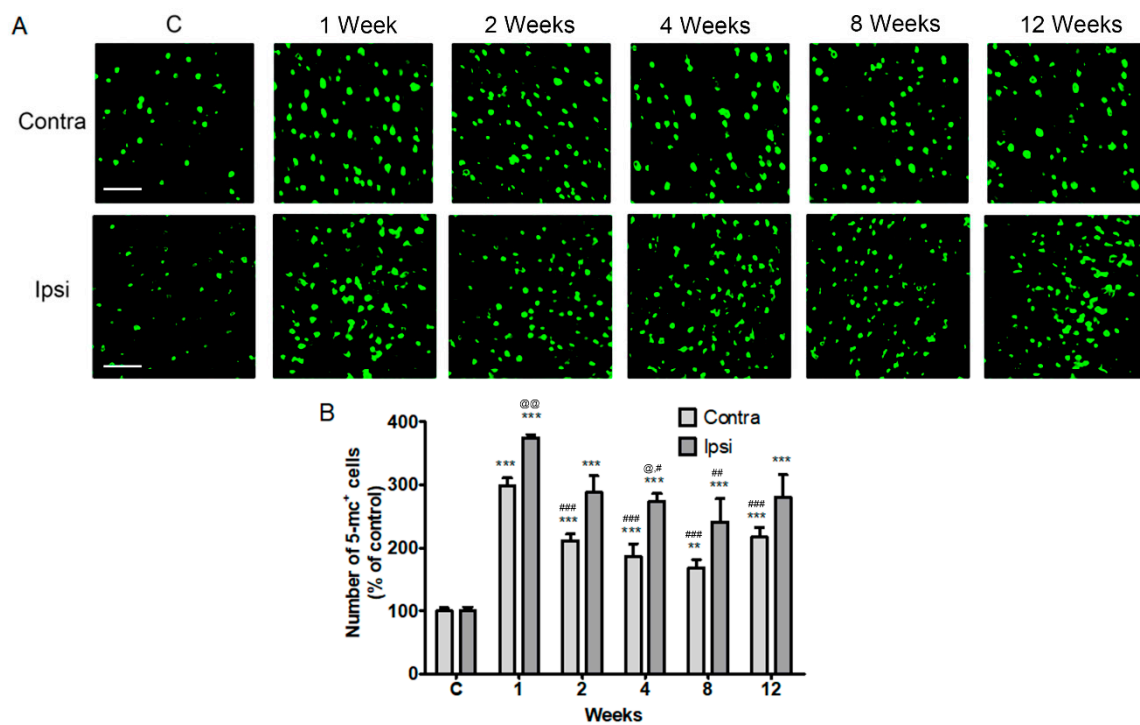 A
C
1 Week
2 Weeks
4 Weeks
8 Weeks
12 Weeks
Contra
Ipsi
B
Number of 5-mc⁺ cells
(% of control)
400
300
200
100
0
Contra
Ipsi
***
@@
***
###
***
***
###
***
@,#
***
###
**
##
***
###
***
***
C
1
2
4
8
12
Weeks